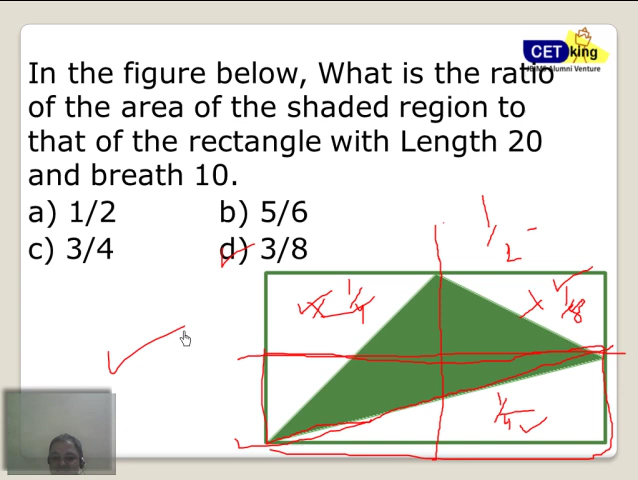 CET king
JBIMS Alumni Venture
In the figure below, What is the ratio
of the area of the shaded region to
that of the rectangle with Length 20
and breath 10.
a) 1/2 b) 5/6
c) 3/4 d) 3/8
1/2 -
1/4
1/8
1/4